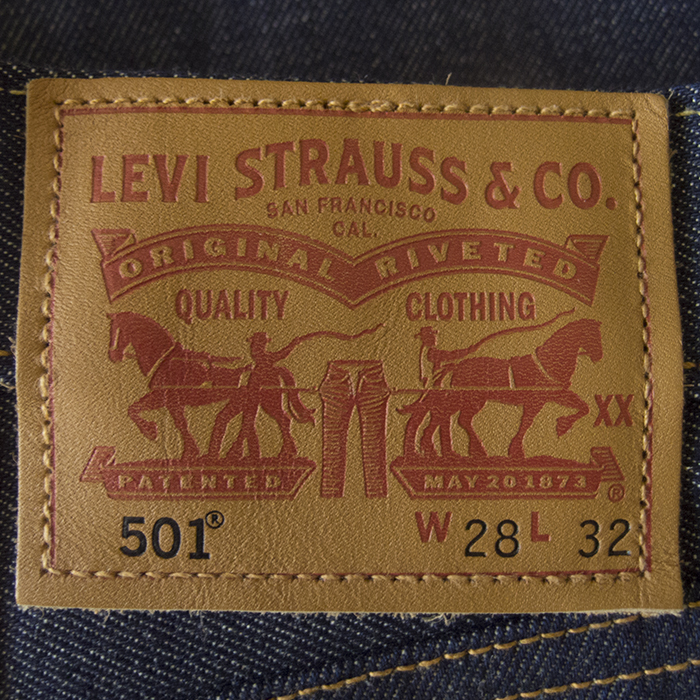 LEVI STRAUSS & CO.
SAN FRANCISCO
CAL.
ORIGINAL RIVETED
QUALITY CLOTHING
XX
PATENTED MAY 20 1873 ®
501® W 28 L 32